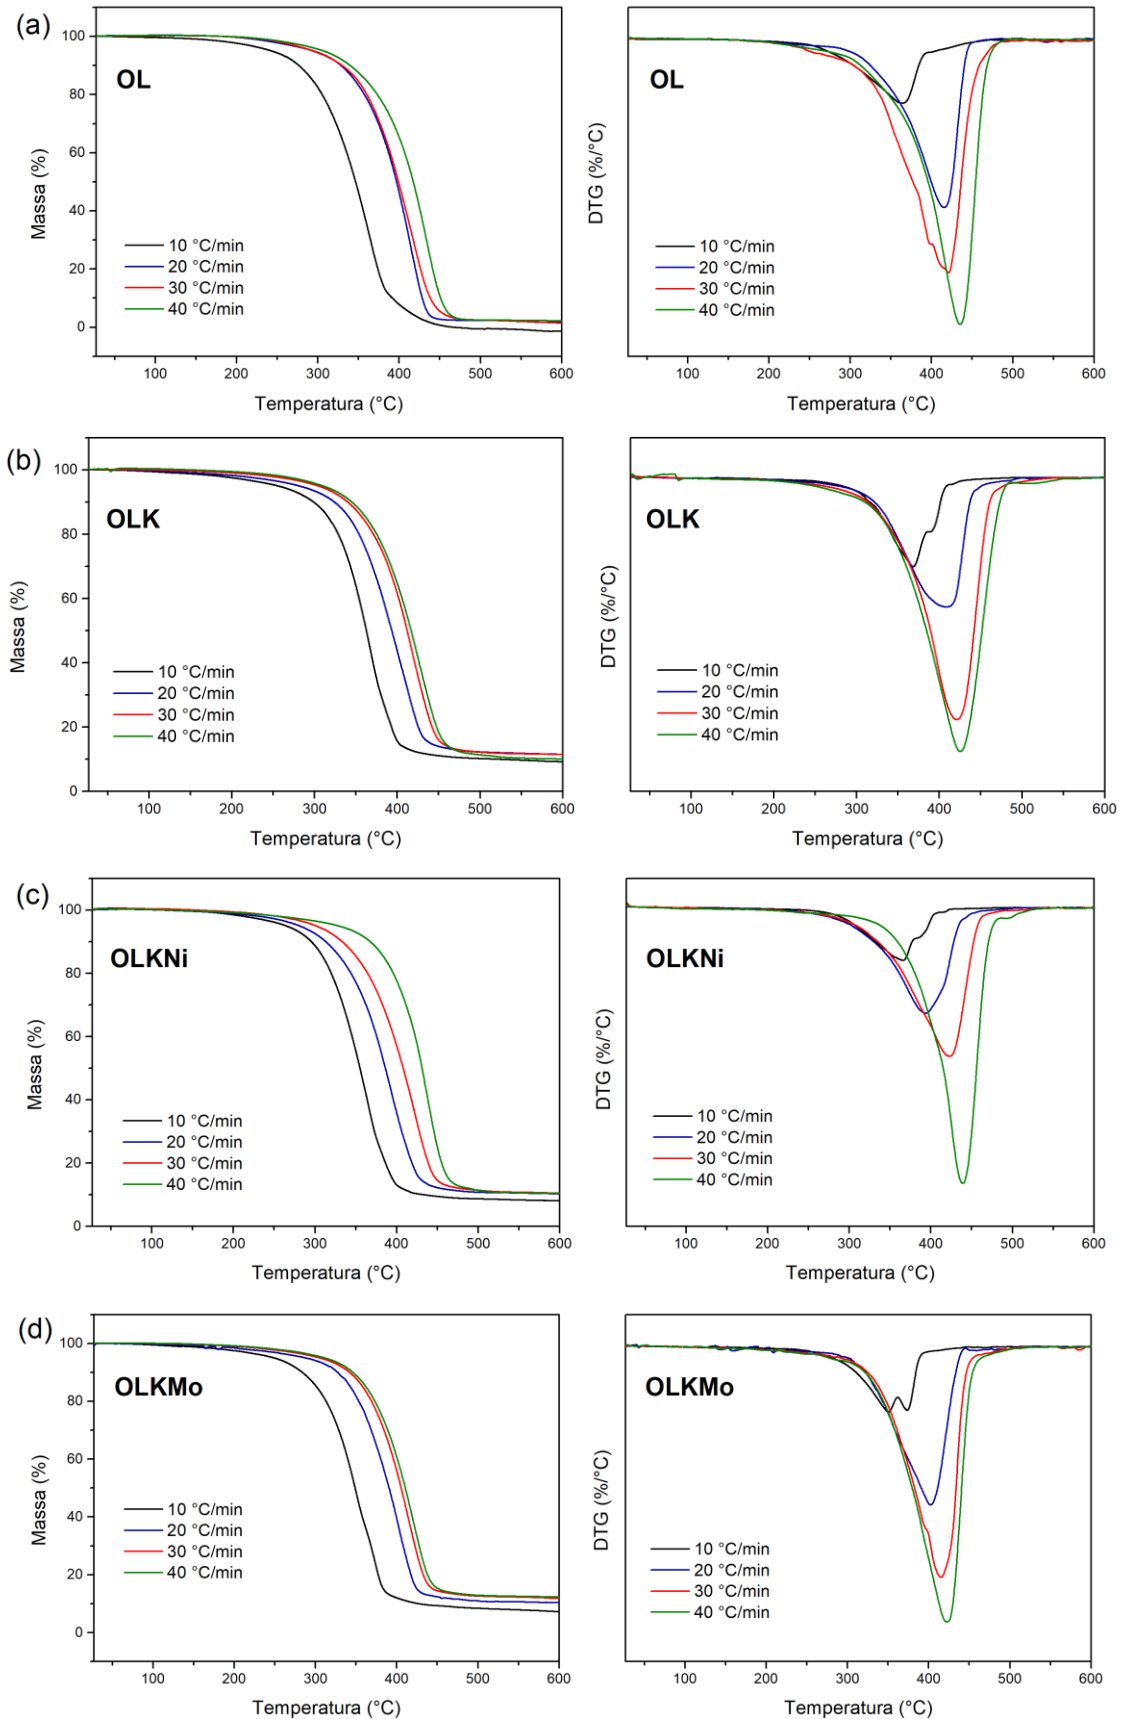 (a)
OL
Massa (%)
100
80
60
40
20
0
10 °C/min
20 °C/min
30 °C/min
40 °C/min
100 200 300 400 500 600
Temperatura (°C)
OL
DTG (%/°C)
10 °C/min
20 °C/min
30 °C/min
40 °C/min
100 200 300 400 500 600
Temperatura (°C)
(b)
OLK
Massa (%)
100
80
60
40
20
0
10 °C/min
20 °C/min
30 °C/min
40 °C/min
100 200 300 400 500 600
Temperatura (°C)
OLK
DTG (%/°C)
10 °C/min
20 °C/min
30 °C/min
40 °C/min
100 200 300 400 500 600
Temperatura (°C)
(c)
OLKNi
Massa (%)
100
80
60
40
20
0
10 °C/min
20 °C/min
30 °C/min
40 °C/min
100 200 300 400 500 600
Temperatura (°C)
OLKNi
DTG (%/°C)
10 °C/min
20 °C/min
30 °C/min
40 °C/min
100 200 300 400 500 600
Temperatura (°C)
(d)
OLKMo
Massa (%)
100
80
60
40
20
0
10 °C/min
20 °C/min
30 °C/min
40 °C/min
100 200 300 400 500 600
Temperatura (°C)
OLKMo
DTG (%/°C)
10 °C/min
20 °C/min
30 °C/min
40 °C/min
100 200 300 400 500 600
Temperatura (°C)